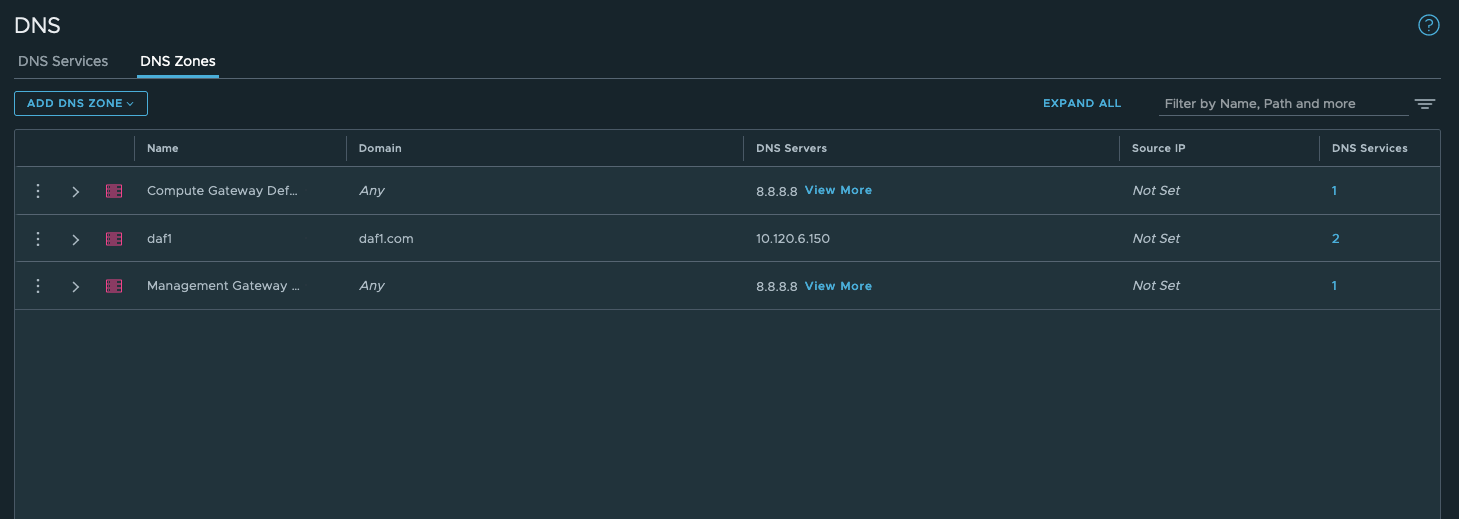 DNS
?
DNS Services DNS Zones
ADD DNS ZONE EXPAND ALL Filter by Name, Path and more
Name Domain DNS Servers Source IP DNS Services
Compute Gateway Def... Any 8.8.8.8 View More Not Set 1
daf1 daf1.com 10.120.6.150 Not Set 2
Management Gateway ... Any 8.8.8.8 View More Not Set 1